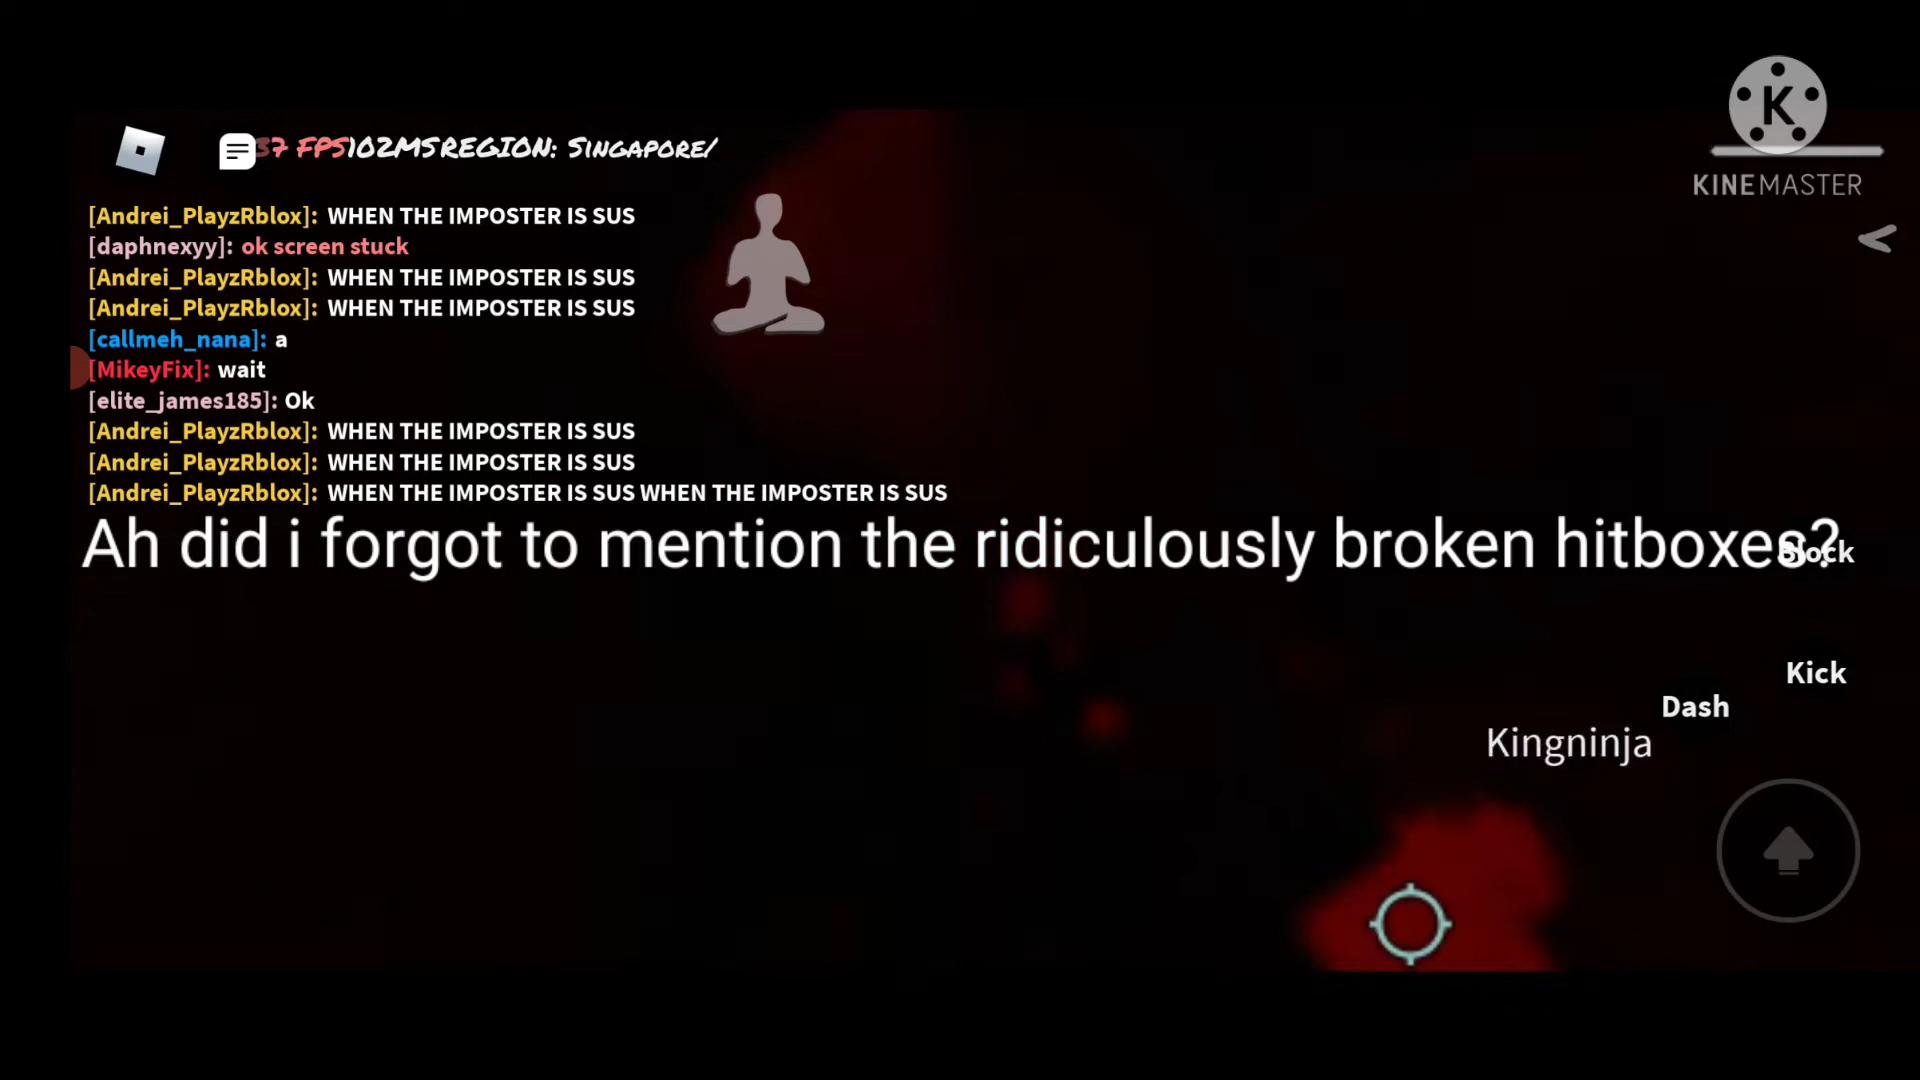 37 FPS102MSREGION: SINGAPORE/
K
KINEMASTER
<
[Andrei_PlayzRblox]: WHEN THE IMPOSTER IS SUS
[daphnexyy]: ok screen stuck
[Andrei_PlayzRblox]: WHEN THE IMPOSTER IS SUS
[Andrei_PlayzRblox]: WHEN THE IMPOSTER IS SUS
[callmeh_nana]: a
[MikeyFix]: wait
[elite_james185]: Ok
[Andrei_PlayzRblox]: WHEN THE IMPOSTER IS SUS
[Andrei_PlayzRblox]: WHEN THE IMPOSTER IS SUS
[Andrei_PlayzRblox]: WHEN THE IMPOSTER IS SUS WHEN THE IMPOSTER IS SUS
Ah did i forgot to mention the ridiculously broken hitboxes?
Block
Kick
Dash
Kingninja